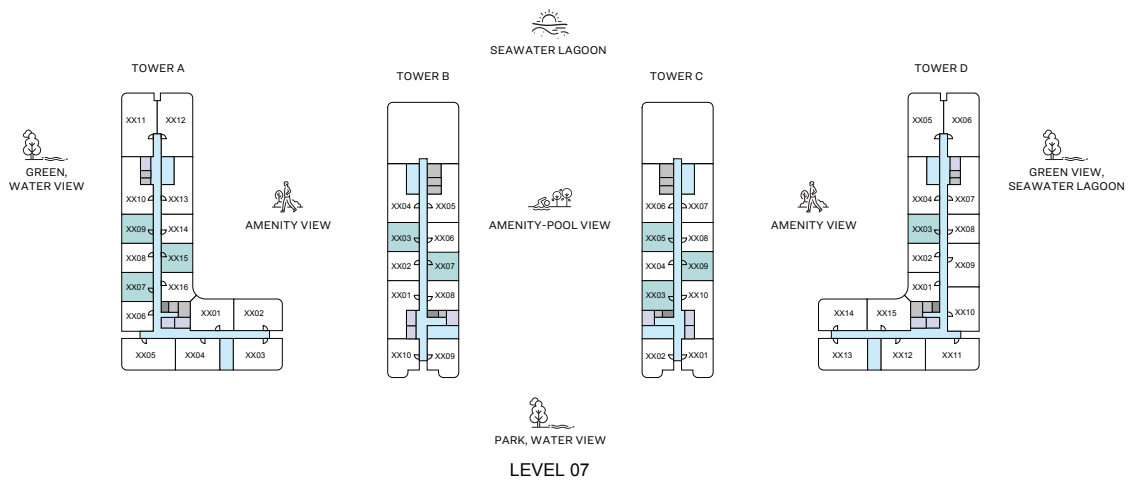 SEAWATER LAGOON
TOWER A
TOWER B
TOWER C
TOWER D
XX11
XX12
XX10
XX13
XX09
XX14
XX08
XX15
XX07
XX16
XX06
XX01
XX02
XX05
XX04
XX03
XX04
XX05
XX03
XX06
XX02
XX07
XX01
XX08
XX10
XX09
XX06
XX07
XX05
XX08
XX04
XX09
XX03
XX10
XX02
XX01
XX05
XX06
XX04
XX07
XX03
XX08
XX02
XX09
XX01
XX10
XX14
XX15
XX13
XX12
XX11
GREEN,
WATER VIEW
AMENITY VIEW
AMENITY-POOL VIEW
AMENITY VIEW
GREEN VIEW,
SEAWATER LAGOON
PARK, WATER VIEW
LEVEL 07